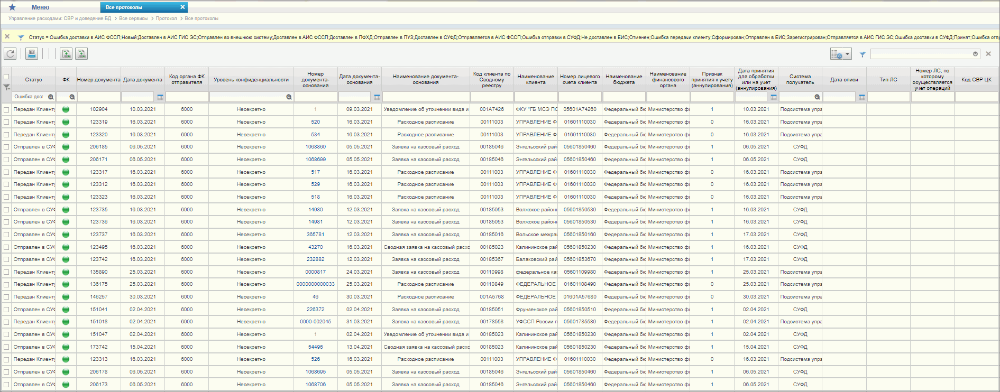 Меню
Все протоколы
Управление расходами: СВР и доведение БД > Все сервисы > Протокол > Все протоколы
Статус = Ошибка доставки в АИС ФССП;Новый;Доставлен в АИС ГИС ЭС;Отправлен во внешнюю систему;Доставлен в АИС ФССП;Доставлен в ПФХД;Отправлен в ПУЗ;Доставлен в СУФД;Отправляется в АИС ФССП;Ошибка отправки в СУФД;Не доставлен в ЕИС;Отменен;Ошибка передачи клиенту;Сформирован;Отправлен в ЕИС;Зарегистрирован;Отправляется в АИС ГИС ЭС;Ошибка доставки в СУФД;Принят;Ошибка отп
Статус ФК Номер документа Дата документа Код органа ФК отправителя Уровень конфиденциальности Номер документа-основания Дата документа-основания Наименование документа-основания Код клиента по Сводному реестру Наименование клиента Номер лицевого счета клиента Наименование бюджета Наименование финансового органа Признак принятия к учету (аннулирования) Дата принятия для обработки или на учет (аннулирования) Система получатель Дата описи Тип ЛС Номер ЛС, по которому осуществляется учет операций Код СВР ЦК
Ошибка дос
Передан Клиенту 102904 10.03.2021 6000 Несекретно 1 09.03.2021 Уведомление об уточнении вида и 001А7426 ФКУ "ГБ МСЭ ПО 05601А74260 Федеральный бю Министерство фи 1 10.03.2021 Подсистема упра
Передан Клиенту 123319 16.03.2021 6000 Несекретно 520 16.03.2021 Расходное расписание 00111003 УПРАВЛЕНИЕ Ф 01601110030 Федеральный бю Министерство фи 0 16.03.2021 Подсистема упра
Передан Клиенту 123320 16.03.2021 6000 Несекретно 534 16.03.2021 Расходное расписание 00111003 УПРАВЛЕНИЕ Ф 01601110030 Федеральный бю Министерство фи 0 16.03.2021 Подсистема упра
Отправлен в СУФ 206185 06.05.2021 6000 Несекретно 1068860 05.05.2021 Заявка на кассовый расход 00185046 Энгельсский рай 05601850460 Федеральный бю Министерство фи 1 06.05.2021 СУФД
Отправлен в СУФ 206171 06.05.2021 6000 Несекретно 1068699 05.05.2021 Заявка на кассовый расход 00185046 Энгельсский рай 05601850460 Федеральный бю Министерство фи 1 06.05.2021 СУФД
Передан Клиенту 123317 16.03.2021 6000 Несекретно 517 16.03.2021 Расходное расписание 00111003 УПРАВЛЕНИЕ Ф 01601110030 Федеральный бю Министерство фи 0 16.03.2021 Подсистема упра
Передан Клиенту 123312 16.03.2021 6000 Несекретно 529 16.03.2021 Расходное расписание 00111003 УПРАВЛЕНИЕ Ф 01601110030 Федеральный бю Министерство фи 0 16.03.2021 Подсистема упра
Передан Клиенту 123323 16.03.2021 6000 Несекретно 518 16.03.2021 Расходное расписание 00111003 УПРАВЛЕНИЕ Ф 01601110030 Федеральный бю Министерство фи 0 16.03.2021 Подсистема упра
Отправлен в СУФ 123735 16.03.2021 6000 Несекретно 14980 12.03.2021 Заявка на кассовый расход 00185053 Волжское районн 05601850530 Федеральный бю Министерство фи 1 16.03.2021 СУФД
Отправлен в СУФ 123736 16.03.2021 6000 Несекретно 14981 12.03.2021 Заявка на кассовый расход 00185053 Волжское районн 05601850530 Федеральный бю Министерство фи 1 16.03.2021 СУФД
Отправлен в СУФ 123737 16.03.2021 6000 Несекретно 365781 12.03.2021 Заявка на кассовый расход 00185016 Вольское межрай 05601850160 Федеральный бю Министерство фи 1 17.03.2021 СУФД
Отправлен в СУФ 123495 16.03.2021 6000 Несекретно 43270 16.03.2021 Сводная заявка на кассовый расхо 00185023 Калининское рай 05601850230 Федеральный бю Министерство фи 1 16.03.2021 СУФД
Отправлен в СУФ 123742 16.03.2021 6000 Несекретно 232882 12.03.2021 Заявка на кассовый расход 00185367 Балаковский рай 05601853670 Федеральный бю Министерство фи 1 17.03.2021 СУФД
Передан Клиенту 135890 25.03.2021 6000 Несекретно 0000817 24.03.2021 Заявка на кассовый расход 00110998 федеральное каз 05601109980 Федеральный бю Министерство фи 1 25.03.2021 Подсистема упра
Передан Клиенту 136175 25.03.2021 6000 Несекретно 0000000000033 25.03.2021 Расходное расписание 00110849 ФЕДЕРАЛЬНОЕ 01601108490 Федеральный бю Министерство фи 0 25.03.2021 Подсистема упра
Передан Клиенту 146257 30.03.2021 6000 Несекретно 46 30.03.2021 Расходное расписание 001А5768 ФЕДЕРАЛЬНОЕ 01601А57680 Федеральный бю Министерство фи 0 30.03.2021 Подсистема упра
Отправлен в СУФ 151041 02.04.2021 6000 Несекретно 226372 02.04.2021 Заявка на кассовый расход 00185051 Фрунзенское рай 05601850510 Федеральный бю Министерство фи 1 02.04.2021 СУФД
Передан Клиенту 151018 02.04.2021 6000 Несекретно 0000-002045 31.03.2021 Заявка на кассовый расход 00178558 УФССП России п 05601785580 Федеральный бю Министерство фи 1 02.04.2021 Подсистема упра
Отправлен в СУФ 151047 02.04.2021 6000 Несекретно 1 02.04.2021 Уведомление об уточнении вида и 00185023 Калининское рай 05601850230 Федеральный бю Министерство фи 1 02.04.2021 СУФД
Отправлен в СУФ 173742 15.04.2021 6000 Несекретно 54496 13.04.2021 Сводная заявка на кассовый расхо 00185023 Калининское рай 05601850230 Федеральный бю Министерство фи 1 15.04.2021 СУФД
Передан Клиенту 123313 16.03.2021 6000 Несекретно 526 16.03.2021 Расходное расписание 00111003 УПРАВЛЕНИЕ Ф 01601110030 Федеральный бю Министерство фи 0 16.03.2021 Подсистема упра
Отправлен в СУФ 206178 06.05.2021 6000 Несекретно 1068695 05.05.2021 Заявка на кассовый расход 00185046 Энгельсский рай 05601850460 Федеральный бю Министерство фи 1 06.05.2021 СУФД
Отправлен в СУФ 206173 06.05.2021 6000 Несекретно 1068706 05.05.2021 Заявка на кассовый расход 00185046 Энгельсский рай 05601850460 Федеральный бю Министерство фи 1 06.05.2021 СУФД